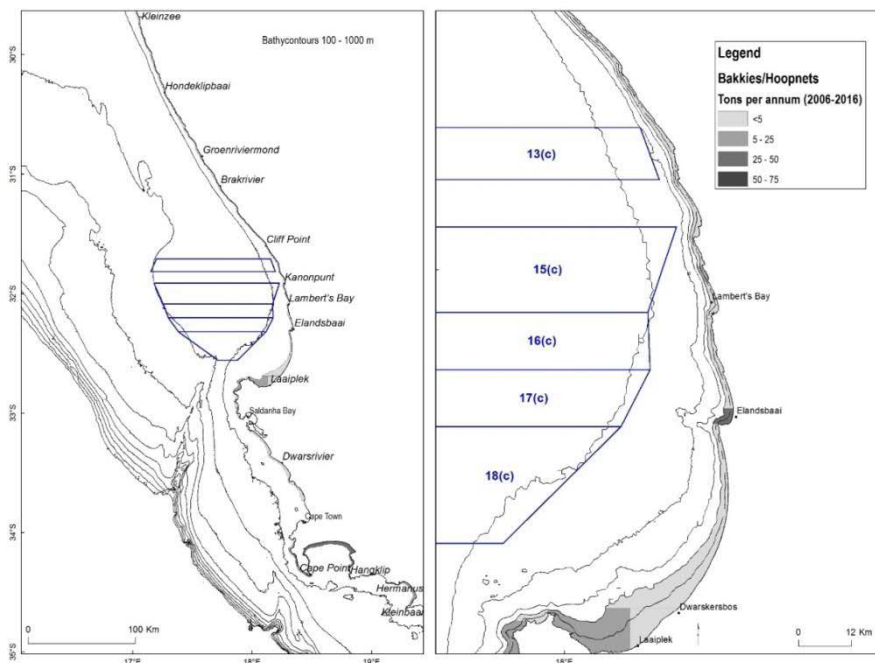 Kleinzee
Bathycontours 100 - 1000 m
30°S
Hondeklipbaai
Groenriviermond
31°S
Brakrivier
Cliff Point
Kanonpunt
32°S
Lambert's Bay
Elandsbaai
Laaiplek
33°S
Saldanha Bay
Dwarsrivier
34°S
Cape Town
Cape Point
Hangklip
Hermanus
Kleinbaai
0 100 Km
35°S
17°E 18°E 19°E
Legend
Bakkies/Hoopnets
Tons per annum (2006-2016)
<5
5 - 25
25 - 50
50 - 75
13(c)
15(c)
Lambert's Bay
16(c)
17(c)
Elandsbaai
18(c)
Dwarskersbos
Laaiplek
0 12 Km
18°E